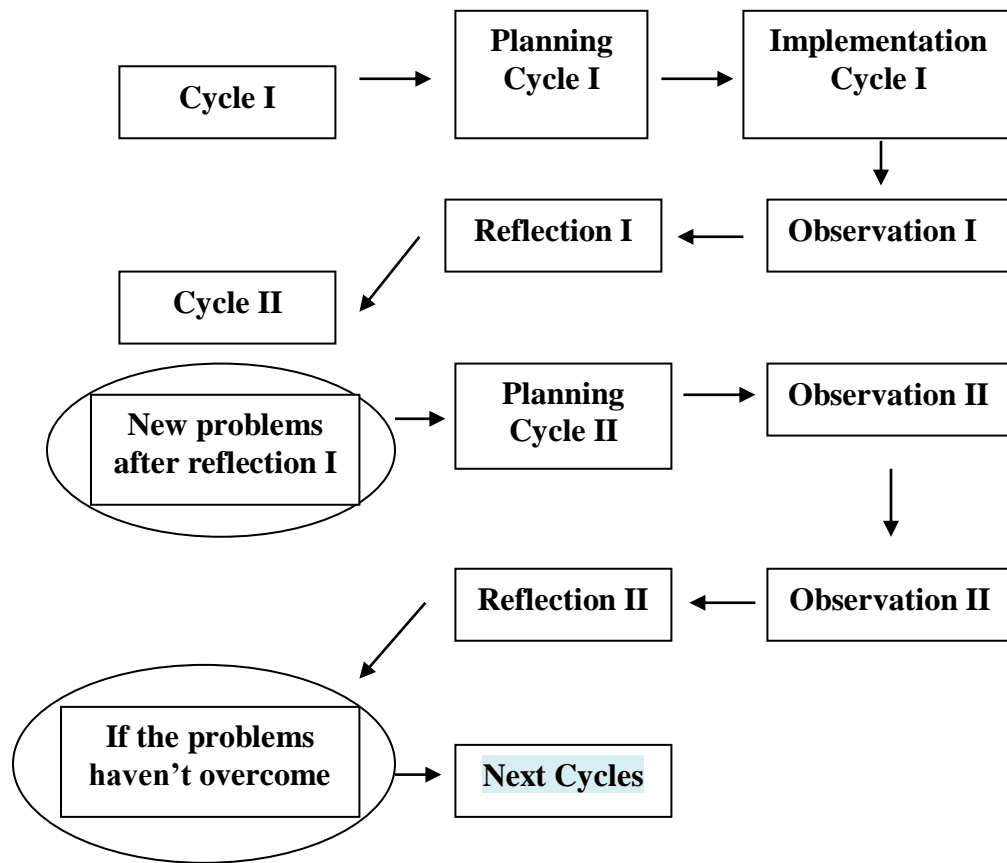 Cycle I
Planning
Cycle I
Implementation
Cycle I
Reflection I
Observation I
Cycle II
New problems
after reflection I
Planning
Cycle II
Observation II
Reflection II
Observation II
If the problems
haven’t overcome
Next Cycles